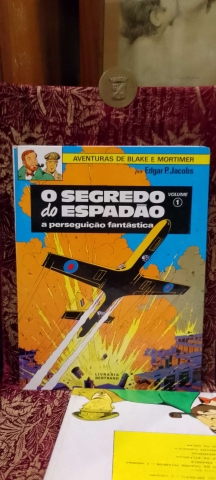 AVENTURAS DE BLAKE E MORTIMER
por Edgar P. Jacobs
O SEGREDO
do ESPADÃO
VOLUME
1
a perseguição fantástica
LIVRARIA
BERTRAND